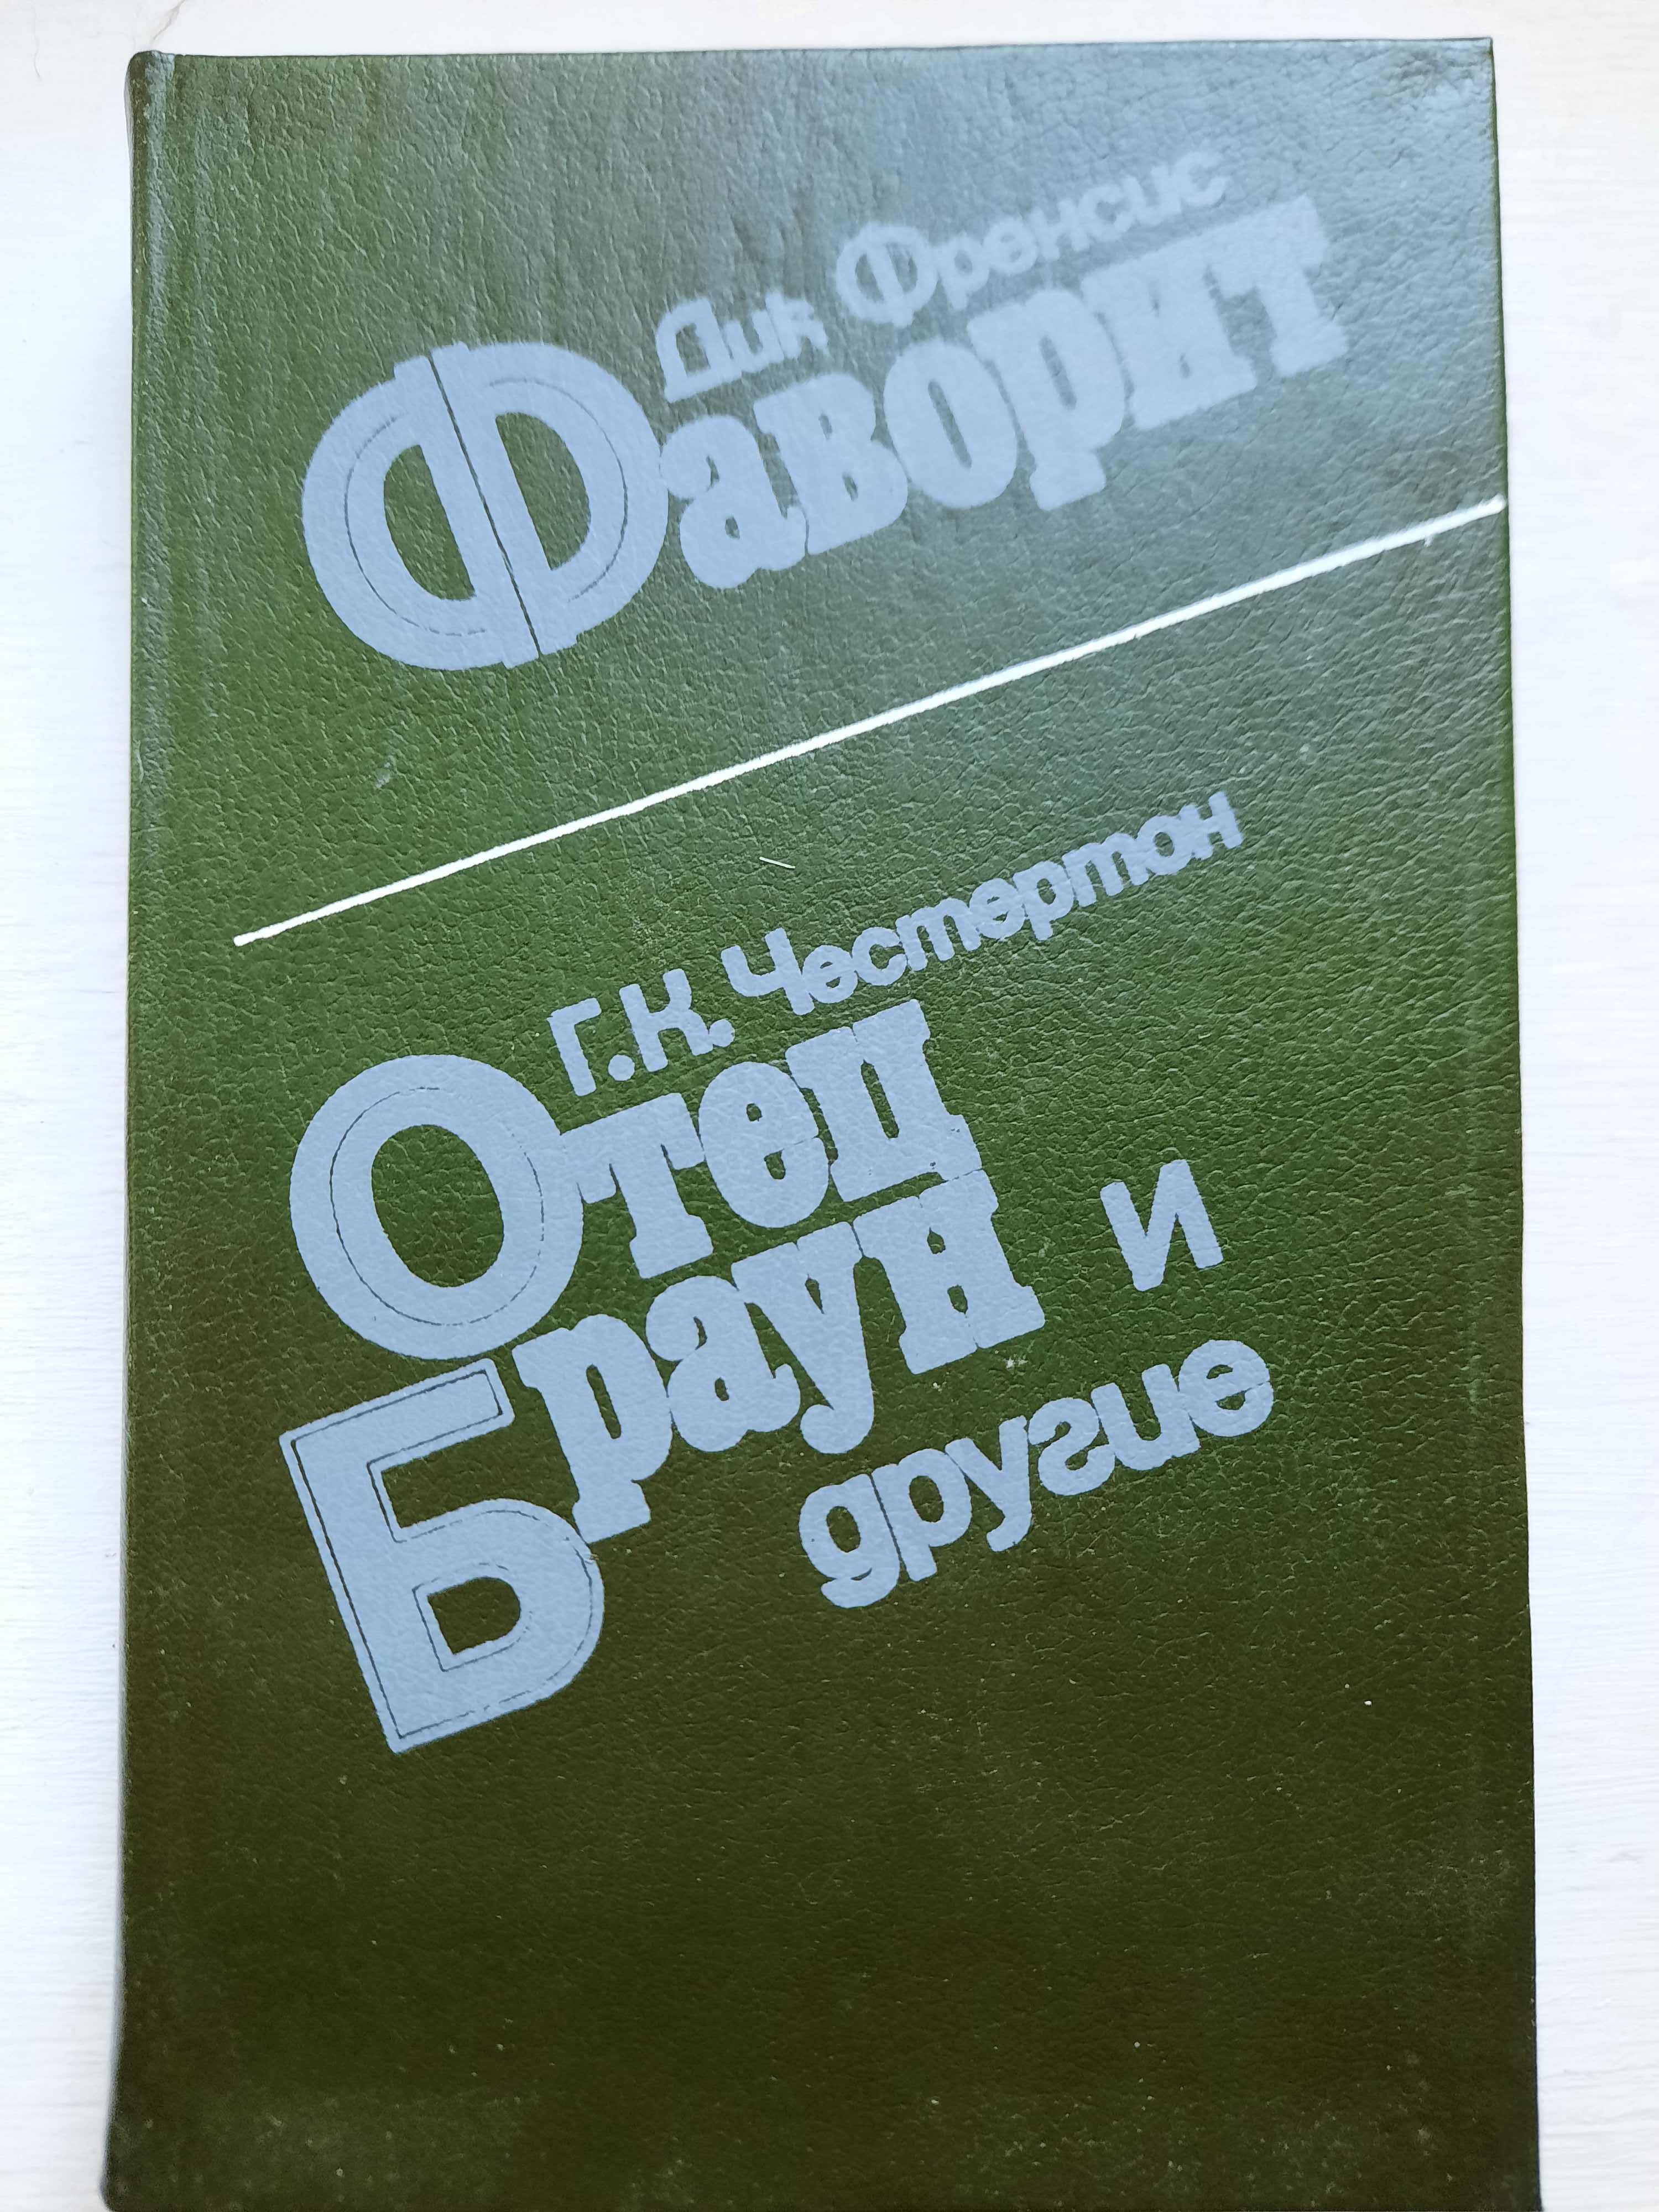 Дик Френсис
Фаворит
Г.К. Честертон
Отец
Браун и
другие